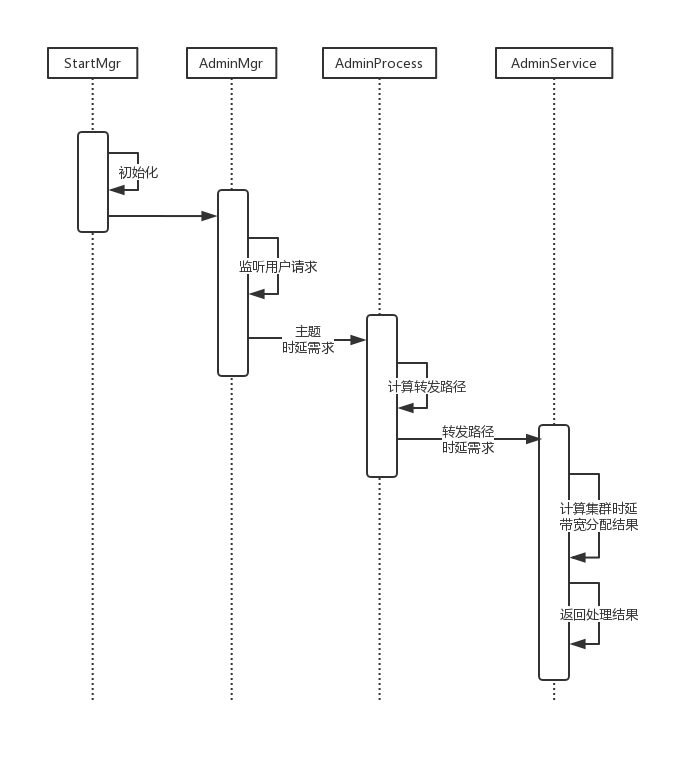 StartMgr
AdminMgr
AdminProcess
AdminService
初始化
监听用户请求
主题
时延需求
计算转发路径
转发路径
时延需求
计算集群时延
带宽分配结果
返回处理结果